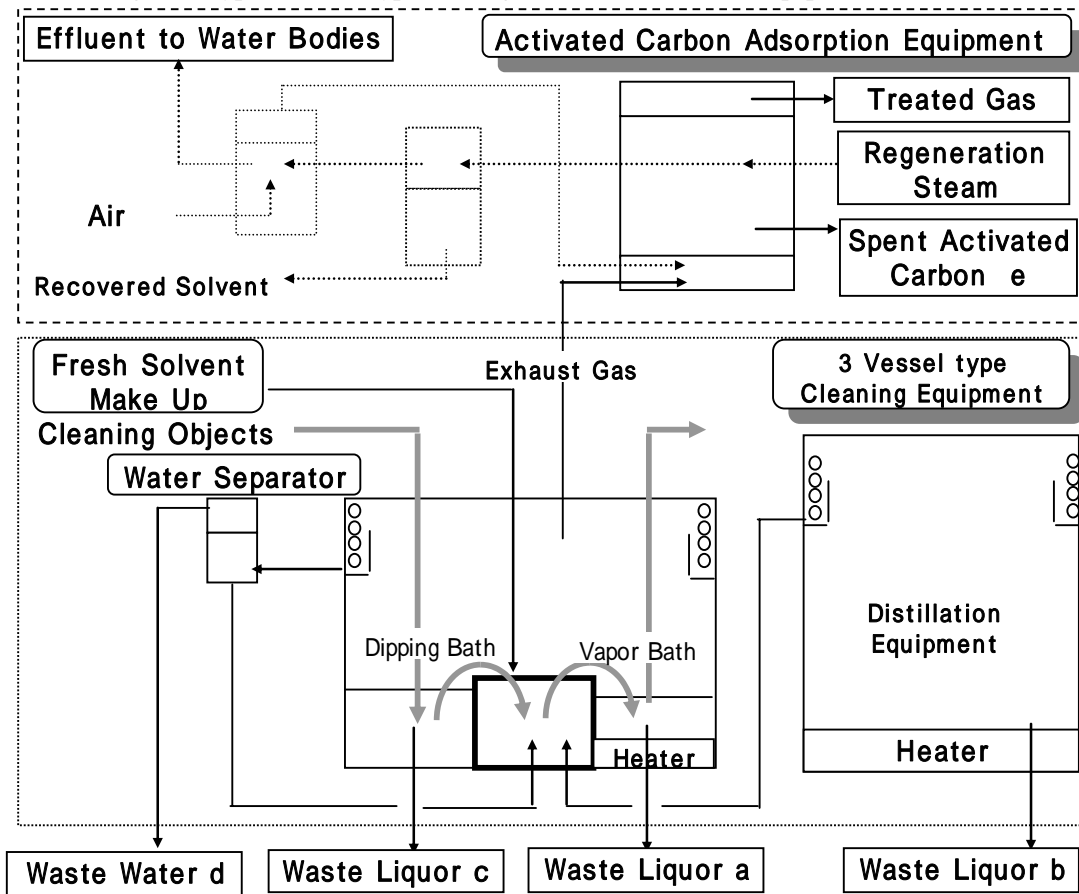 Effluent to Water Bodies
Activated Carbon Adsorption Equipment
Treated Gas
Regeneration
Steam
Air
Spent Activated
Carbon e
Recovered Solvent
Fresh Solvent
Make Up
Exhaust Gas
3 Vessel type
Cleaning Equipment
Cleaning Objects
Water Separator
Dipping Bath
Vapor Bath
Distillation
Equipment
Heater
Heater
Waste Water d
Waste Liquor c
Waste Liquor a
Waste Liquor b